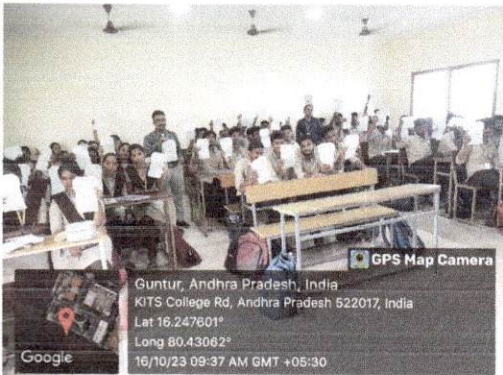 GPS Map Camera
Guntur, Andhra Pradesh, India
KITS College Rd, Andhra Pradesh 522017, India
Lat 16.247601°
Long 80.43062°
16/10/23 09:37 AM GMT +05:30
Google